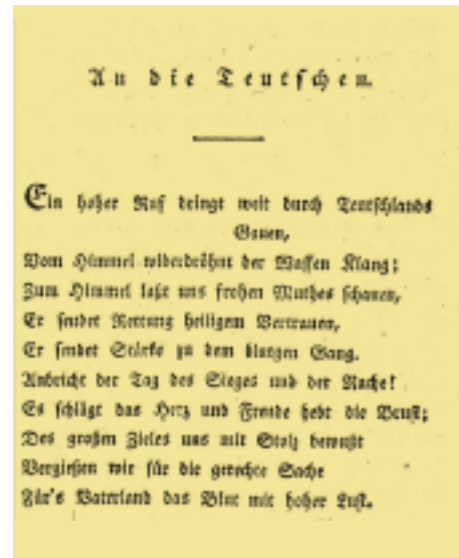 An die Teutschen.
Ein hoher Ruf dringt weit durch Teutschlands
Gauen,
Vom Himmel widerdröhnt der Waffen Klang;
Zum Himmel laßt uns frohen Muthes schauen,
Er sendet Rettung heiligem Vertrauen,
Er sendet Stärke zu dem blutgen Gang.
Anbricht der Tag des Sieges und der Rache!
Es schlägt das Herz und Freude hebt die Brust;
Des großen Zieles uns mit Stolz bewußt
Vergießen wir für die gerechte Sache
Für's Vaterland das Blut mit hoher Lust.